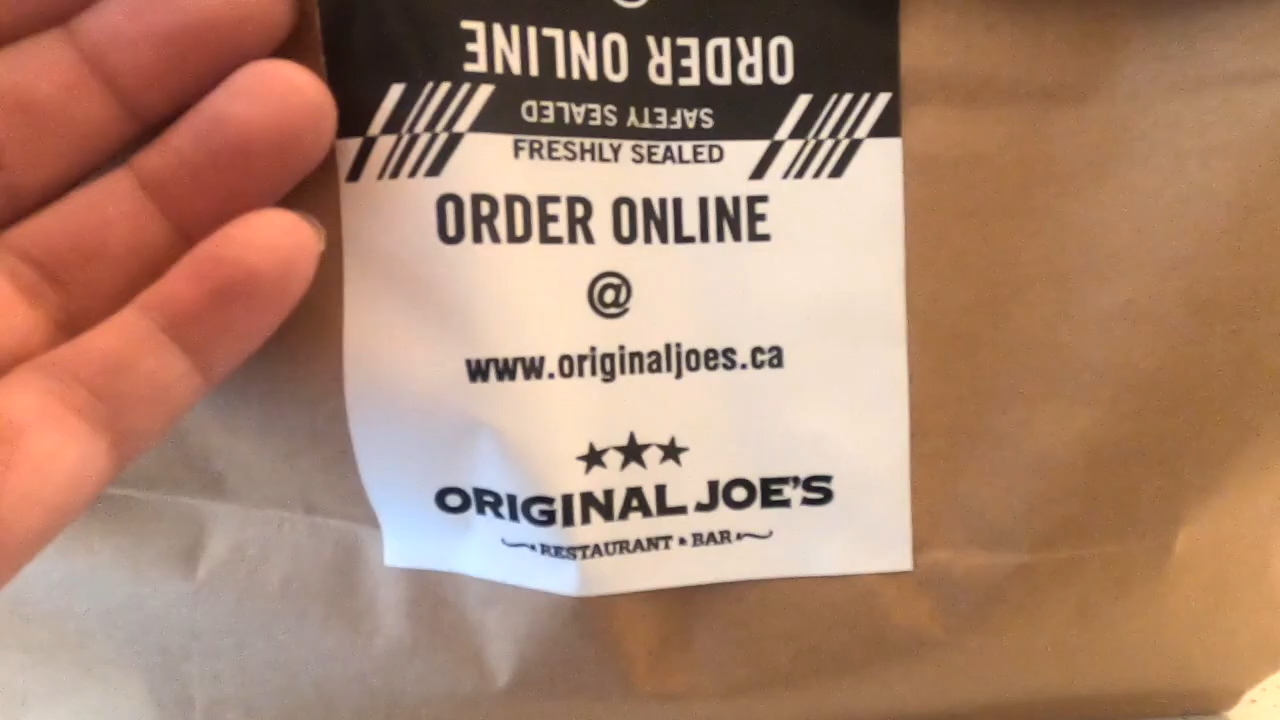 ORDER ONLINE
SAFETY SEALED
FRESHLY SEALED
ORDER ONLINE
@
www.originaljoes.ca
ORIGINAL JOE'S
RESTAURANT • BAR